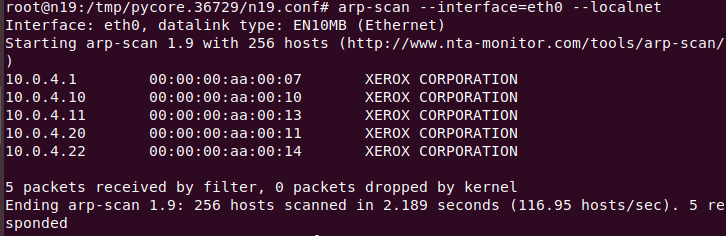 root@n19:/tmp/pycore.36729/n19.conf# arp-scan --interface=eth0 --localnet
Interface: eth0, datalink type: EN10MB (Ethernet)
Starting arp-scan 1.9 with 256 hosts (http://www.nta-monitor.com/tools/arp-scan/
)
10.0.4.1 00:00:00:aa:00:07 XEROX CORPORATION
10.0.4.10 00:00:00:aa:00:10 XEROX CORPORATION
10.0.4.11 00:00:00:aa:00:13 XEROX CORPORATION
10.0.4.20 00:00:00:aa:00:11 XEROX CORPORATION
10.0.4.22 00:00:00:aa:00:14 XEROX CORPORATION
5 packets received by filter, 0 packets dropped by kernel
Ending arp-scan 1.9: 256 hosts scanned in 2.189 seconds (116.95 hosts/sec). 5 re
sponded